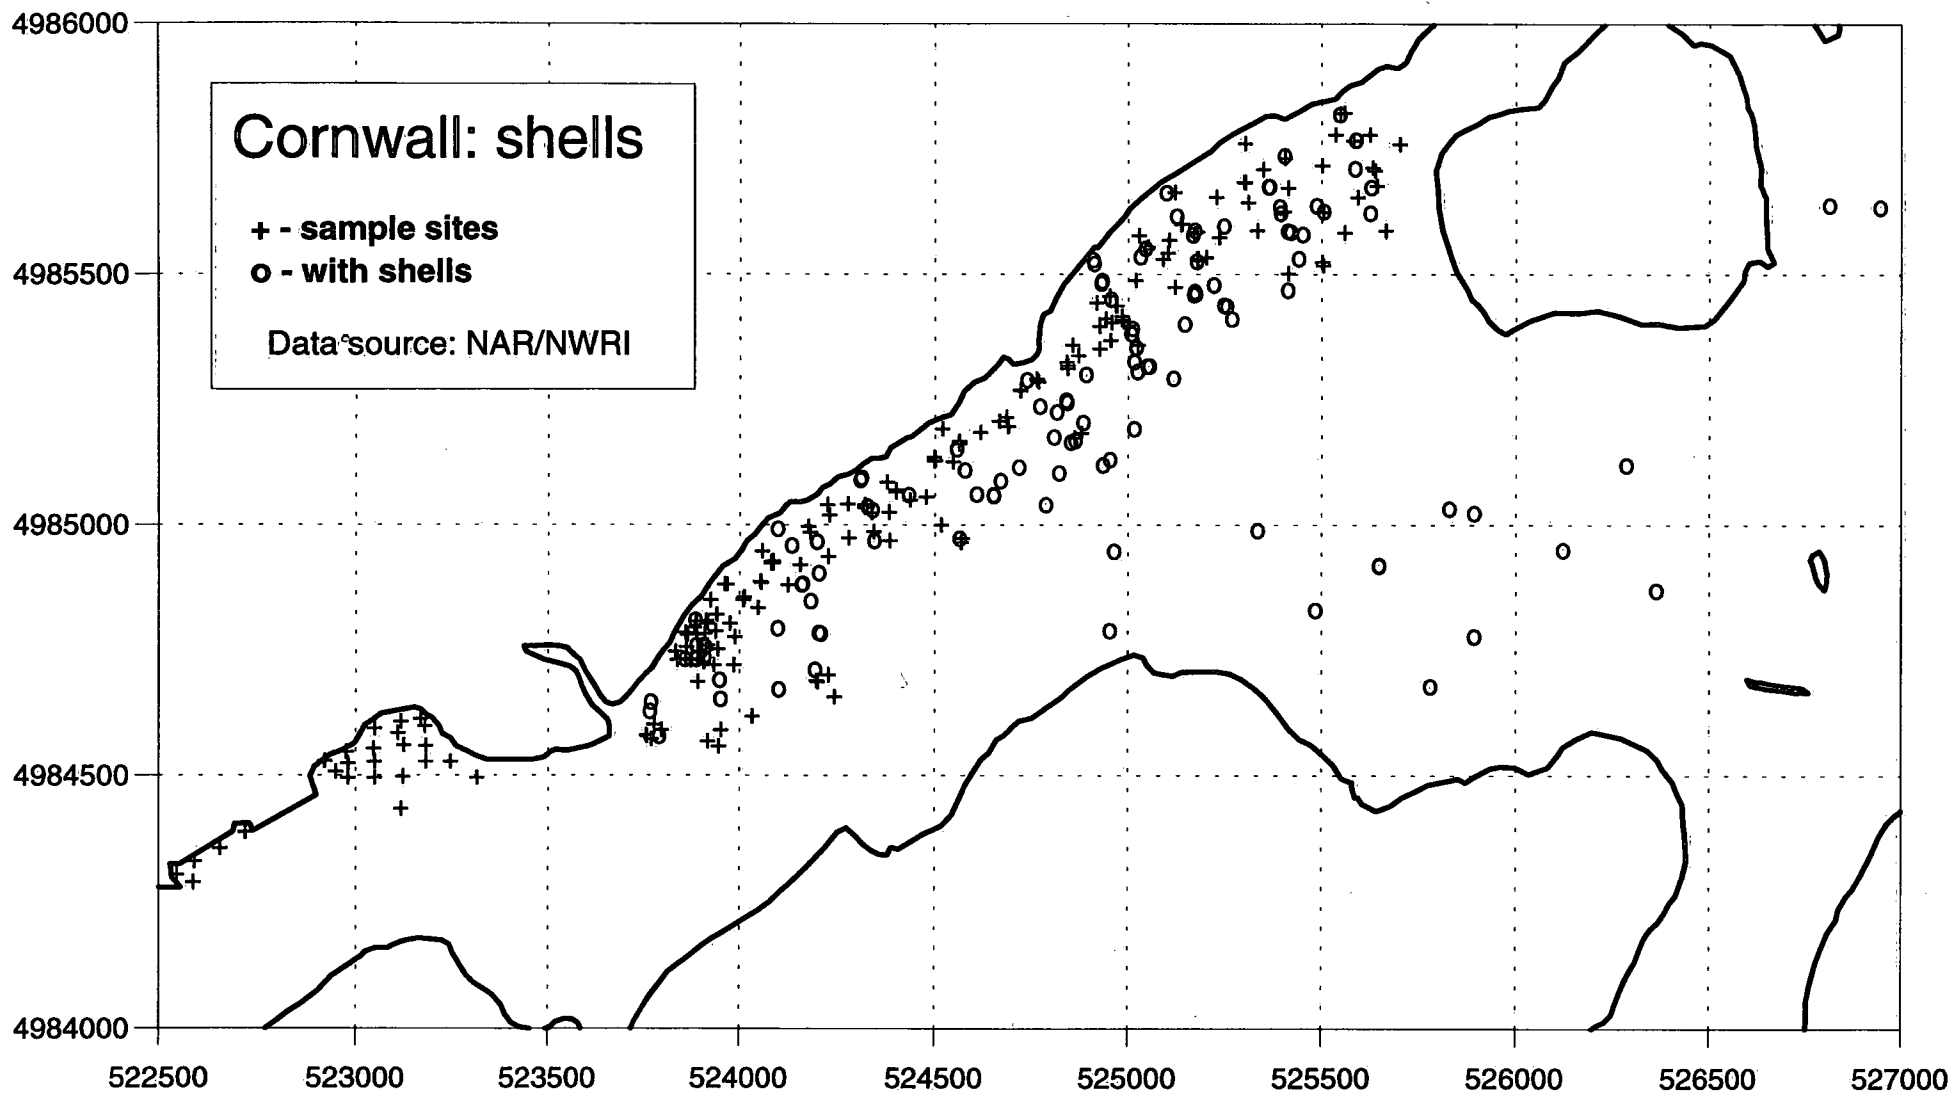 4986000
Cornwall: shells
+ - sample sites
o - with shells
Data source: NAR/NWRI
4985500
4985000
4984500
4984000
522500 523000 523500 524000 524500 525000 525500 526000 526500 527000